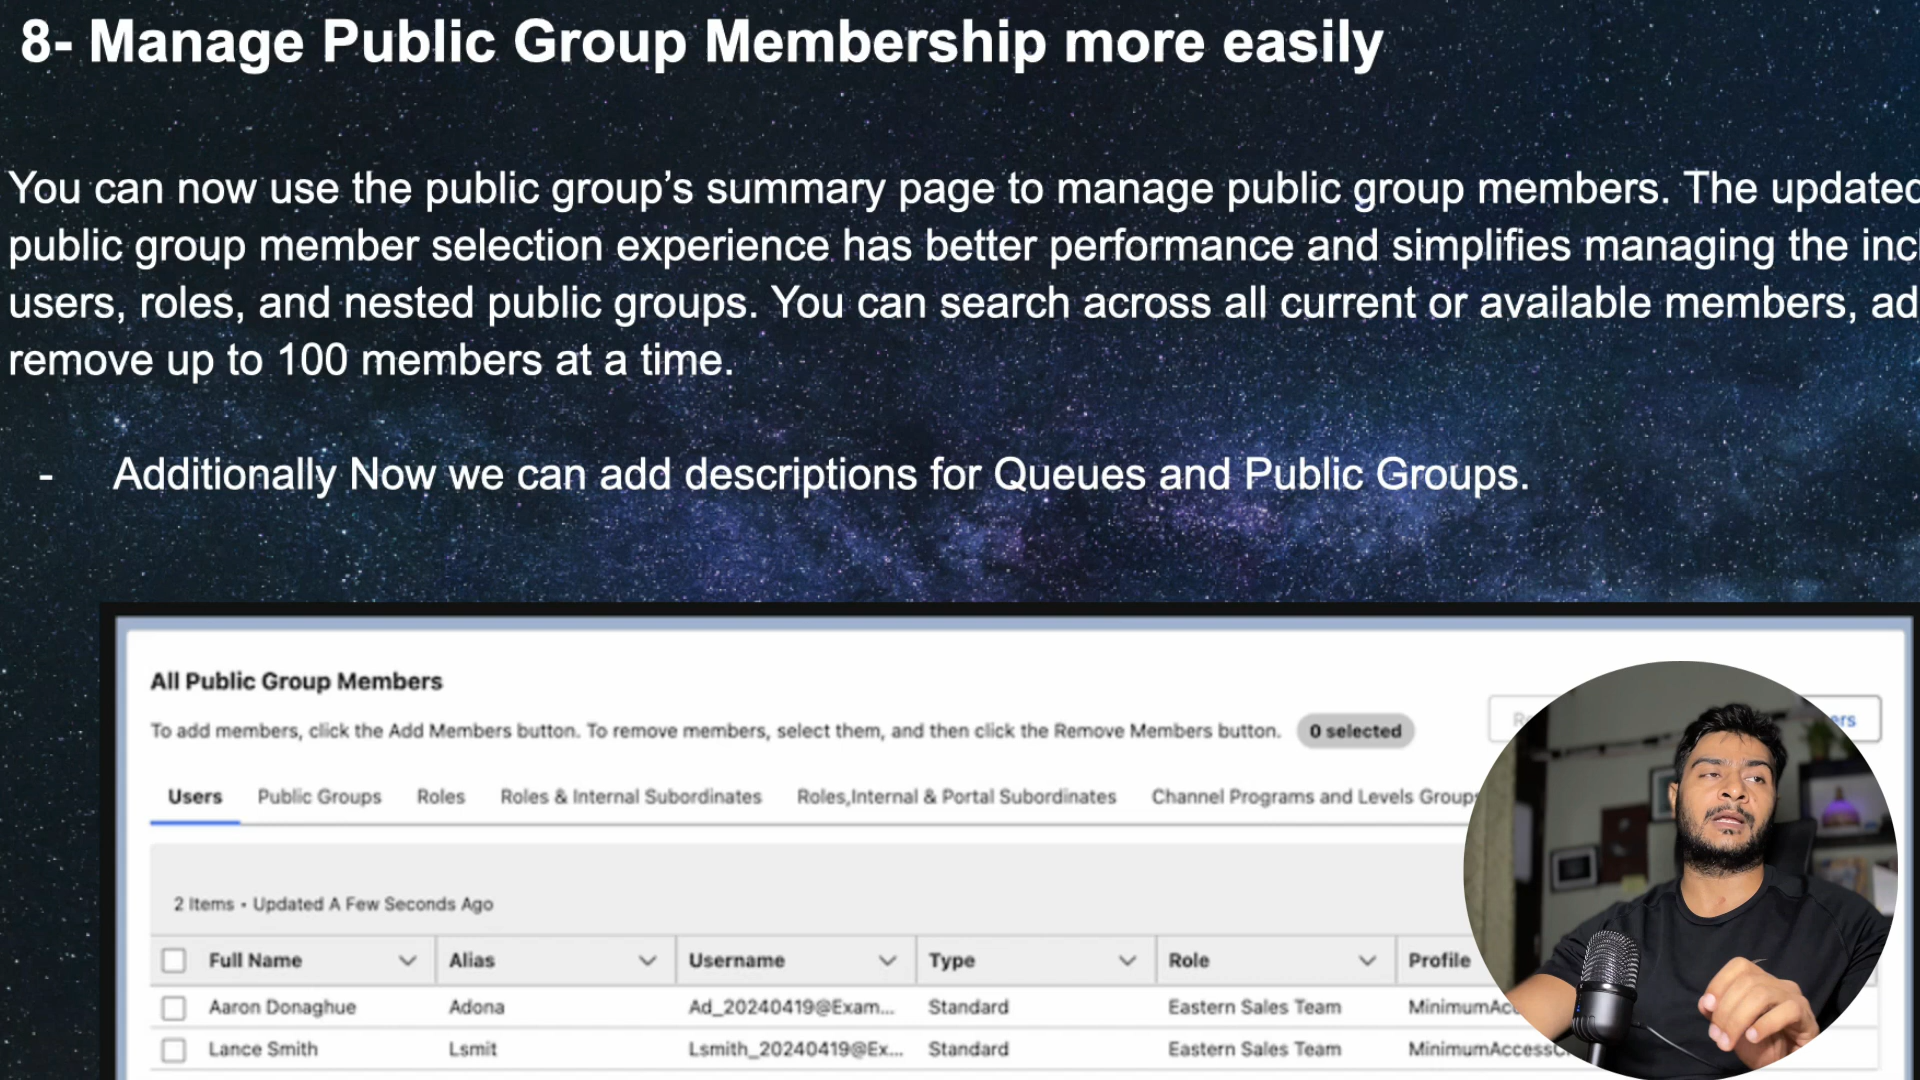 8- Manage Public Group Membership more easily
You can now use the public group’s summary page to manage public group members. The updated
public group member selection experience has better performance and simplifies managing the incl
users, roles, and nested public groups. You can search across all current or available members, ad
remove up to 100 members at a time.
- Additionally Now we can add descriptions for Queues and Public Groups.
All Public Group Members
To add members, click the Add Members button. To remove members, select them, and then click the Remove Members button. 0 selected
Users Public Groups Roles Roles & Internal Subordinates Roles,Internal & Portal Subordinates Channel Programs and Levels Groups
2 Items • Updated A Few Seconds Ago
Full Name Alias Username Type Role Profile
Aaron Donaghue Adona Ad_20240419@Exam... Standard Eastern Sales Team MinimumAc
Lance Smith Lsmit Lsmith_20240419@Ex... Standard Eastern Sales Team MinimumAccess